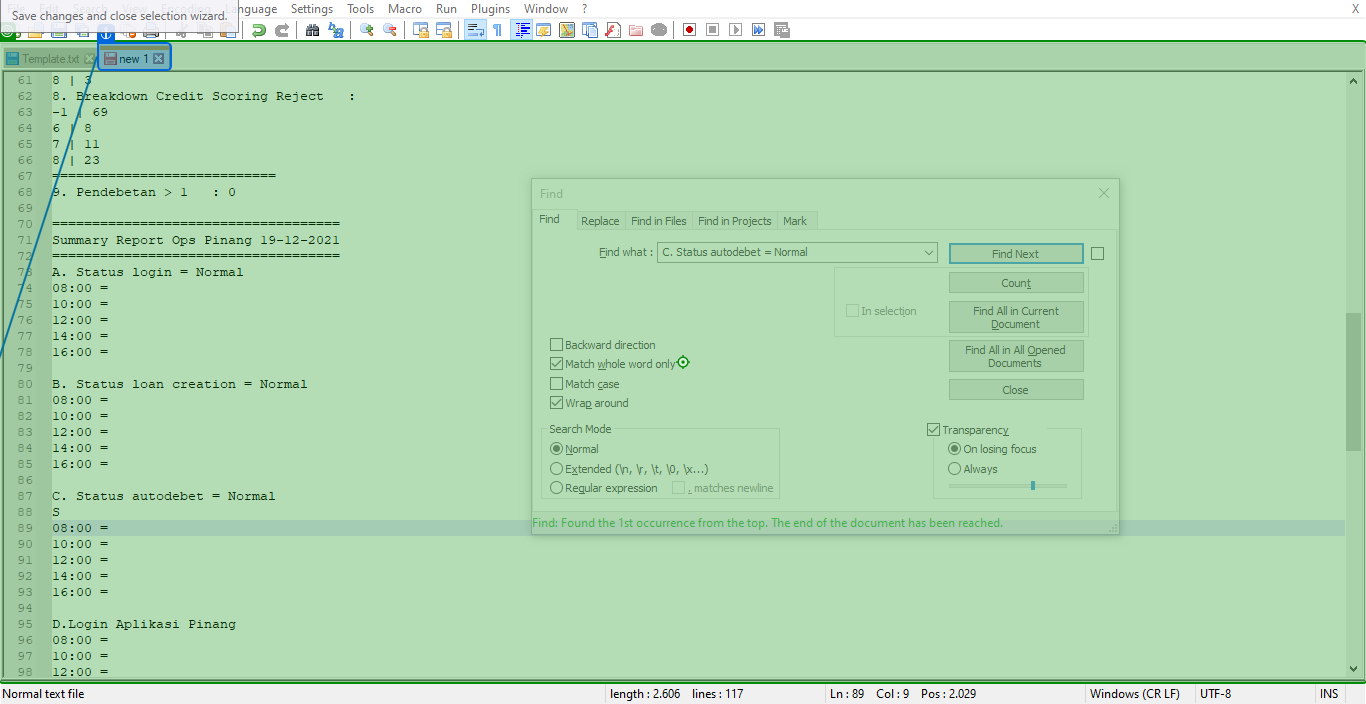 Save changes and close selection wizard.
Language Settings Tools Macro Run Plugins Window ? X
Template.txt new 1
61 8 | 3
62 8. Breakdown Credit Scoring Reject :
63 -1 | 69
64 6 | 8
65 7 | 11
66 8 | 23
67 ============================
68 9. Pendebetan > 1 : 0
69
70 ====================================
71 Summary Report Ops Pinang 19-12-2021
72 ====================================
73 A. Status login = Normal
74 08:00 =
75 10:00 =
76 12:00 =
77 14:00 =
78 16:00 =
79
80 B. Status loan creation = Normal
81 08:00 =
82 10:00 =
83 12:00 =
84 14:00 =
85 16:00 =
86
87 C. Status autodebet = Normal
88 S
89 08:00 =
90 10:00 =
91 12:00 =
92 14:00 =
93 16:00 =
94
95 D.Login Aplikasi Pinang
96 08:00 =
97 10:00 =
98 12:00 =
Find
Find Replace Find in Files Find in Projects Mark
Find what : C. Status autodebet = Normal
Find Next
Count
In selection
Find All in Current
Document
Find All in All Opened
Documents
Close
Backward direction
Match whole word only
Match case
Wrap around
Search Mode
Normal
Extended (\n, \r, \t, \0, \x...)
Regular expression . matches newline
Transparency
On losing focus
Always
Find: Found the 1st occurrence from the top. The end of the document has been reached.
Normal text file length : 2.606 lines : 117 Ln : 89 Col : 9 Pos : 2.029 Windows (CR LF) UTF-8 INS